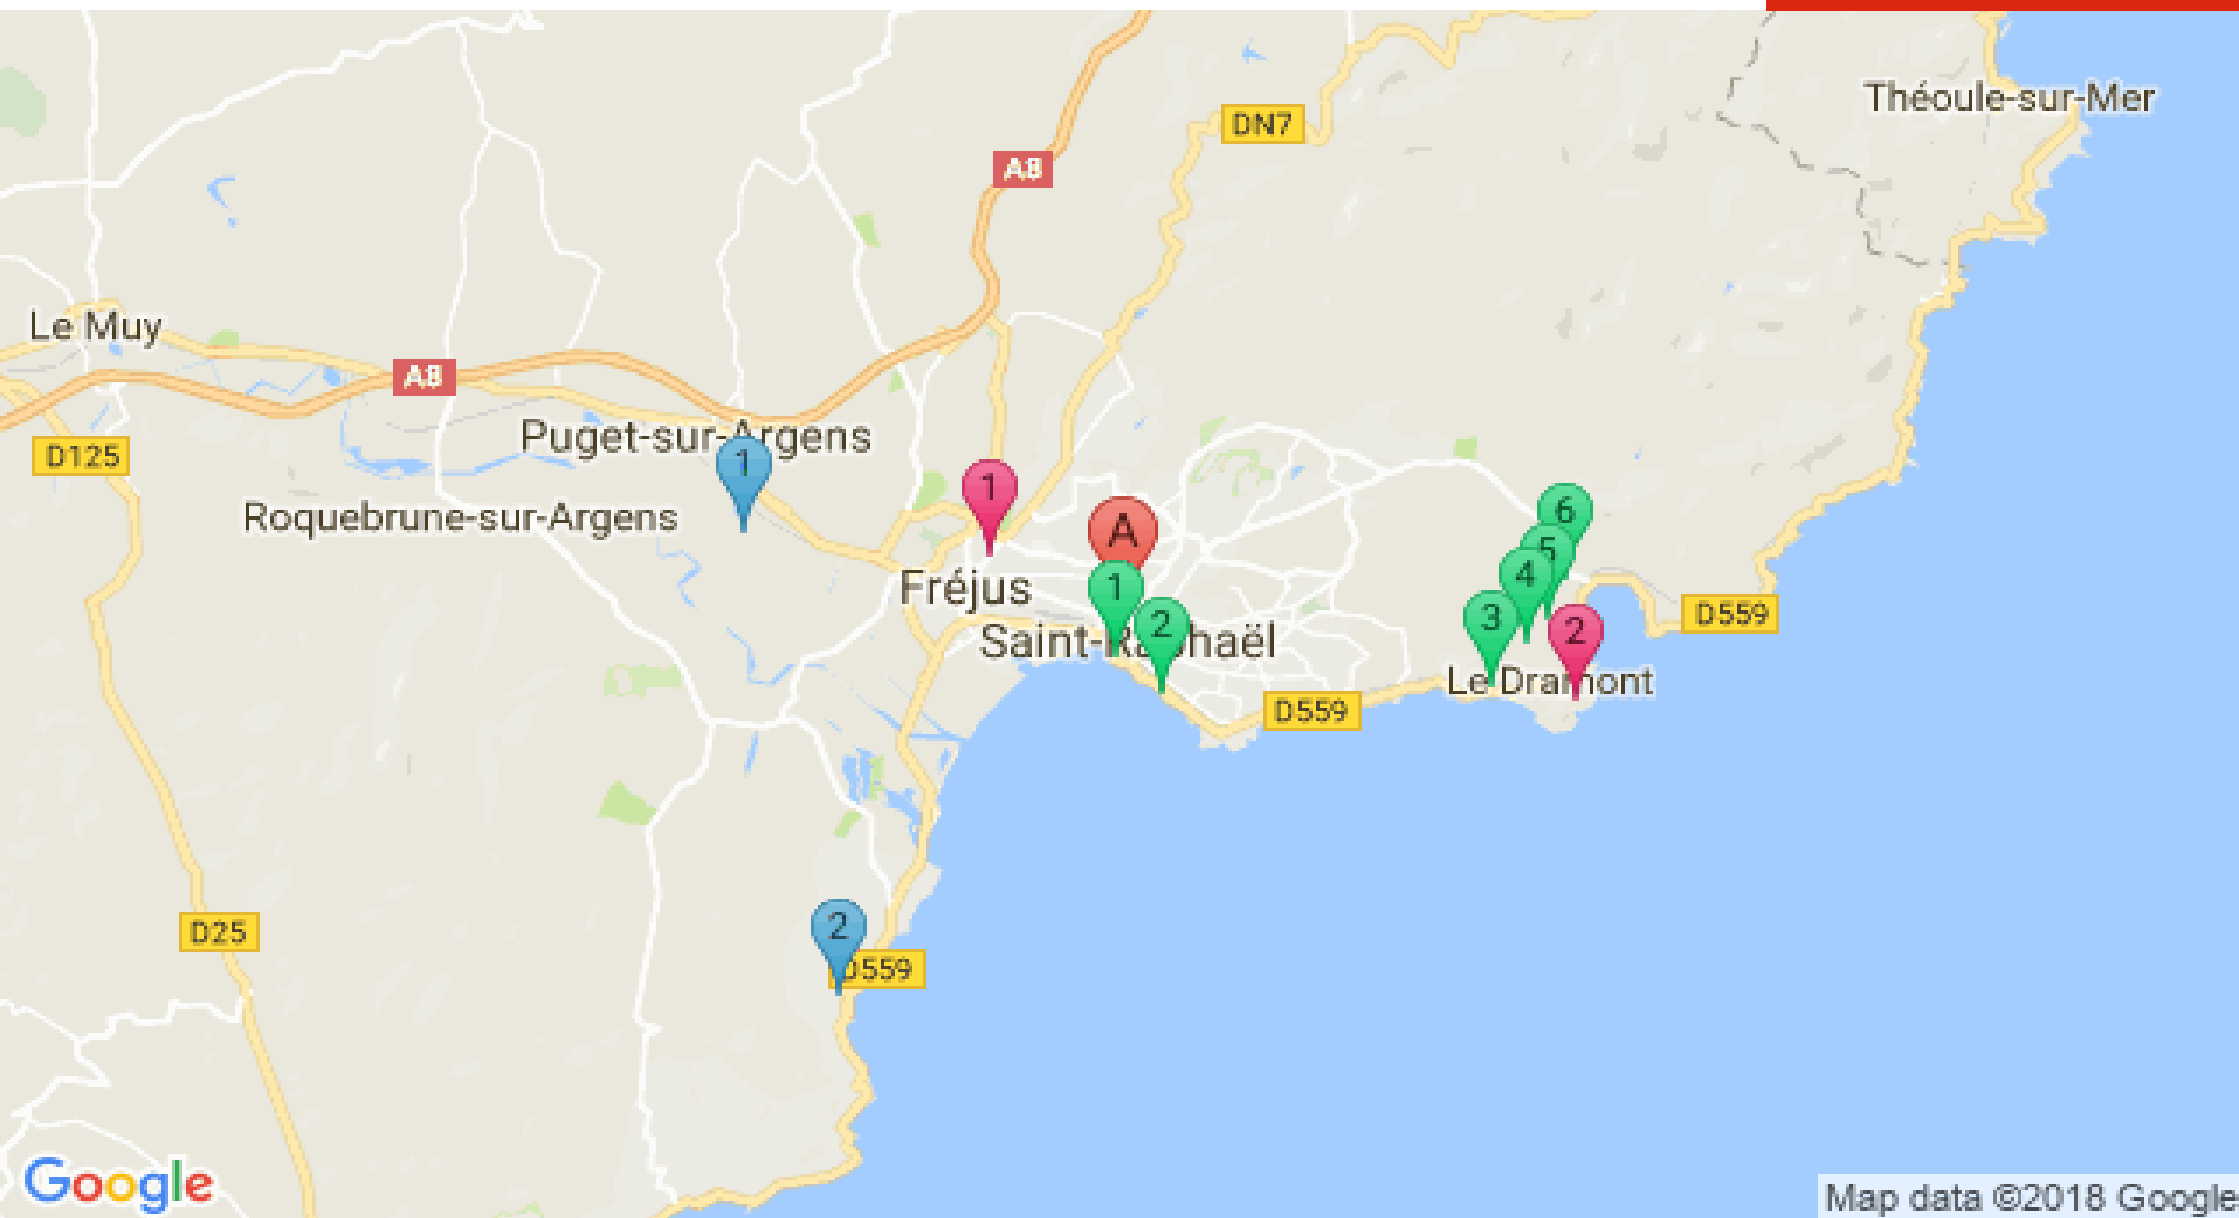 Théoule-sur-Mer
DN7
A8
Le Muy
A8
Puget-sur-Argens
D125
1
1
Roquebrune-sur-Argens
6
A
5
4
Fréjus
1
3
D559
2
2
Saint-Raphaël
Le Dramont
D559
2
D25
D559
Google
Map data ©2018 Google